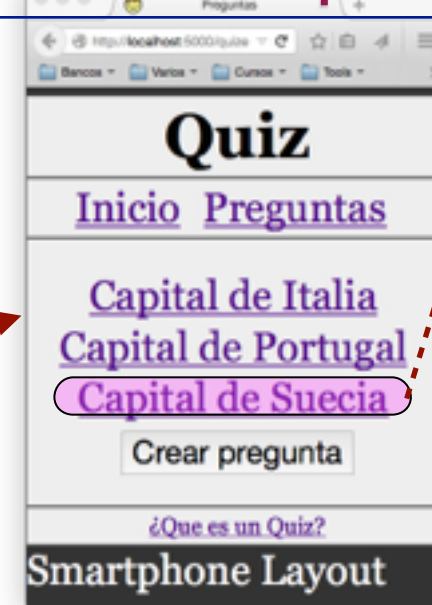 Preguntas
http://localhost:5000/quizes
Bancos Varios Cursos Tools
Quiz
Inicio Preguntas
Capital de Italia
Capital de Portugal
Capital de Suecia
Crear pregunta
¿Que es un Quiz?
Smartphone Layout